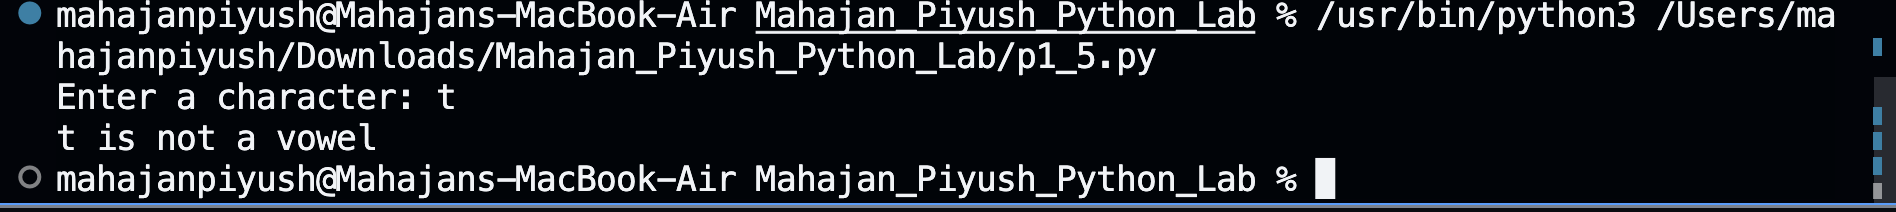 mahajanpiyush@Mahajans-MacBook-Air Mahajan_Piyush_Python_Lab % /usr/bin/python3 /Users/ma
hajanpiyush/Downloads/Mahajan_Piyush_Python_Lab/p1_5.py
Enter a character: t
t is not a vowel
mahajanpiyush@Mahajans-MacBook-Air Mahajan_Piyush_Python_Lab %